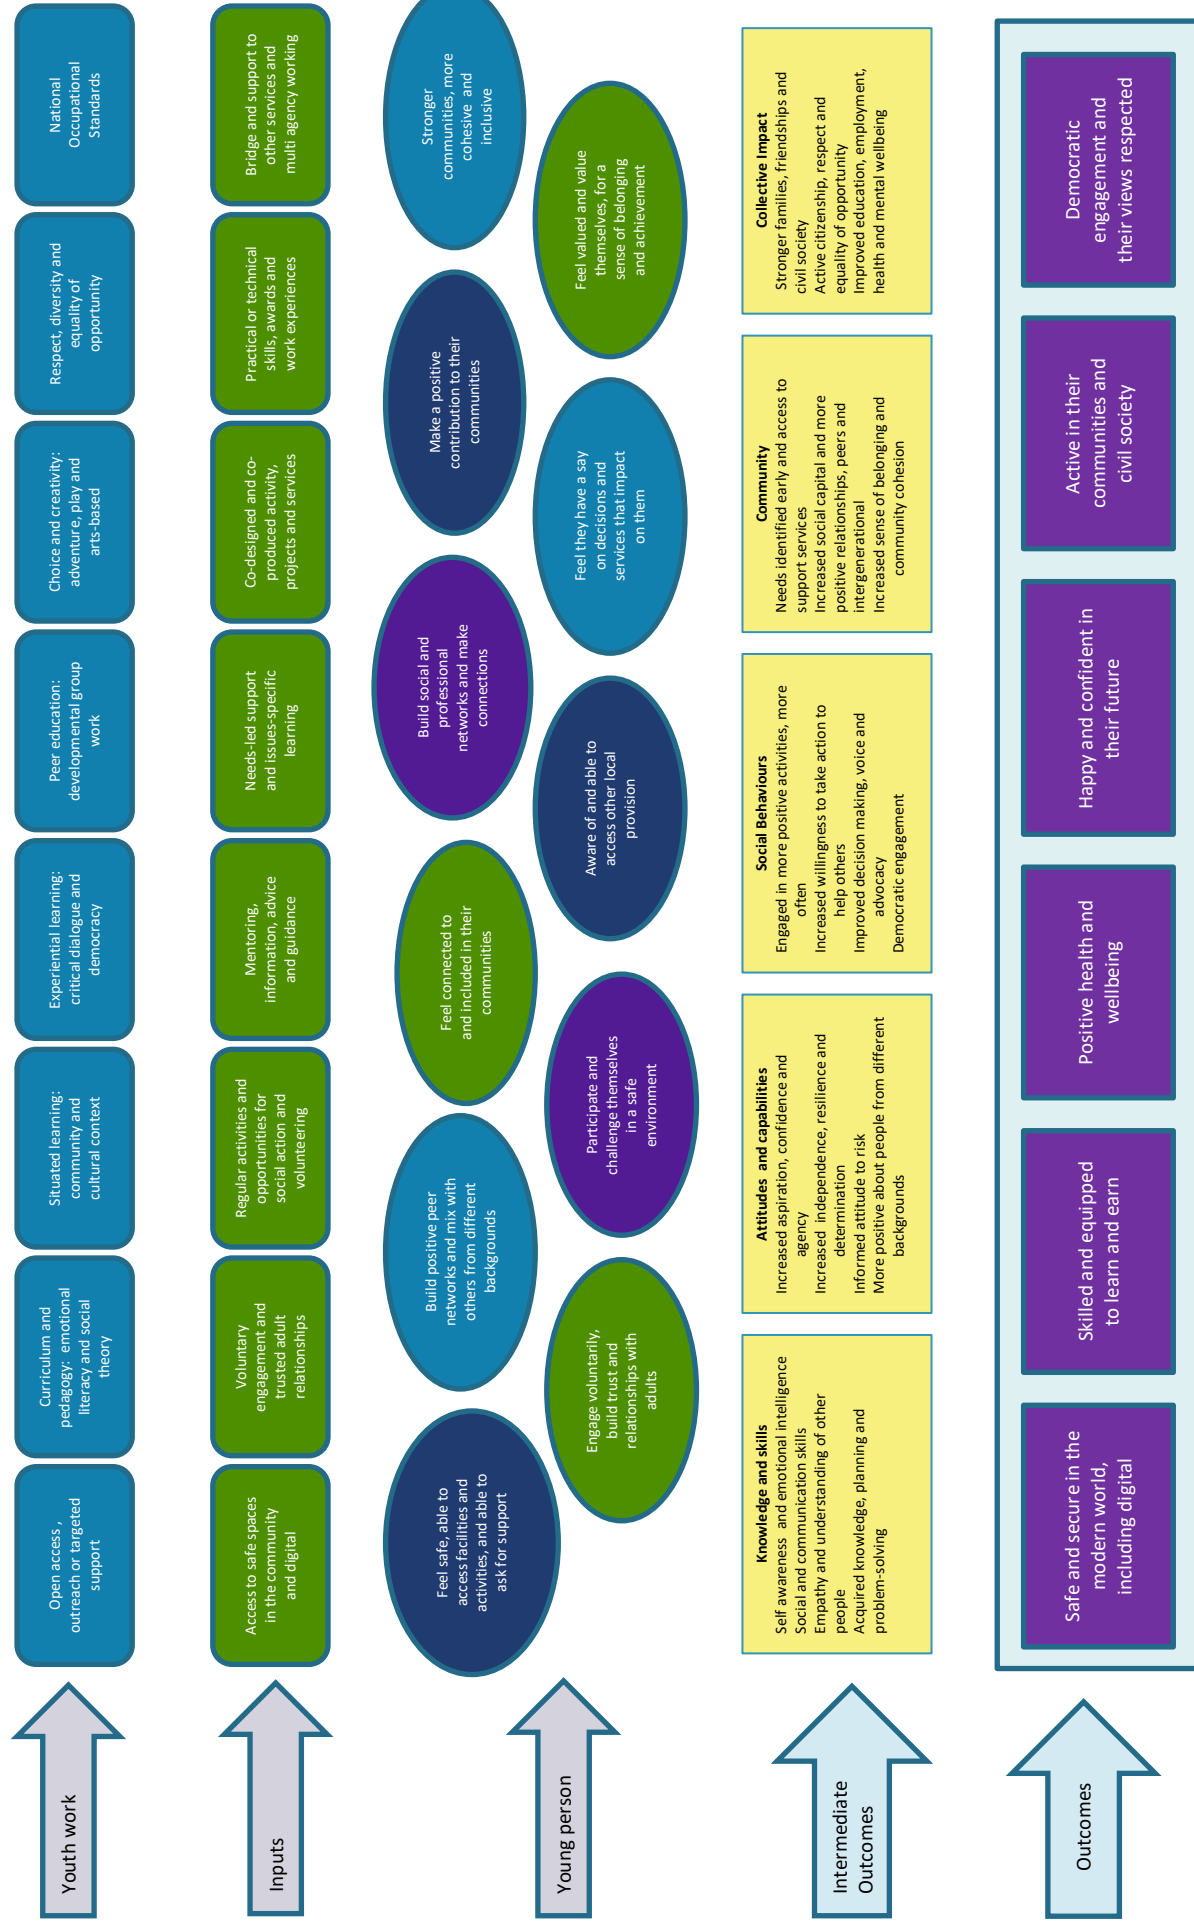 Youth work
Open access ,
outreach or targeted
support
Curriculum and
pedagogy: emotional
literacy and social
theory
Situated learning:
community and
cultural context
Experiential learning:
critical dialogue and
democracy
Peer education:
developmental group
work
Choice and creativity:
adventure, play and
arts-based
Respect, diversity and
equality of
opportunity
National
Occupational
Standards
Inputs
Access to safe spaces
in the community
and digital
Voluntary
engagement and
trusted adult
relationships
Regular activities and
opportunities for
social action and
volunteering
Mentoring,
information, advice
and guidance
Needs-led support
and issues-specific
learning
Co-designed and co-
produced activity,
projects and services
Practical or technical
skills, awards and
work experiences
Bridge and support to
other services and
multi agency working
Young person
Feel safe, able to
access facilities and
activities, and able to
ask for support
Build positive peer
networks and mix with
others from different
backgrounds
Feel connected to
and included in their
communities
Build social and
professional
networks and make
connections
Make a positive
contribution to their
communities
Stronger
communities, more
cohesive and
inclusive
Engage voluntarily,
build trust and
relationships with
adults
Participate and
challenge themselves
in a safe
environment
Aware of and able to
access other local
provision
Feel they have a say
on decisions and
services that impact
on them
Feel valued and value
themselves, for a
sense of belonging
and achievement
Intermediate
Outcomes
Knowledge and skills
Self awareness and emotional intelligence
Social and communication skills
Empathy and understanding of other
people
Acquired knowledge, planning and
problem-solving
Attitudes and capabilities
Increased aspiration, confidence and
agency
Increased independence, resilience and
determination
Informed attitude to risk
More positive about people from different
backgrounds
Social Behaviours
Engaged in more positive activities, more
often
Increased willingness to take action to
help others
Improved decision making, voice and
advocacy
Democratic engagement
Community
Needs identified early and access to
support services
Increased social capital and more
positive relationships, peers and
intergenerational
Increased sense of belonging and
community cohesion
Collective Impact
Stronger families, friendships and
civil society
Active citizenship, respect and
equality of opportunity
Improved education, employment,
health and mental wellbeing
Outcomes
Safe and secure in the
modern world,
including digital
Skilled and equipped
to learn and earn
Positive health and
wellbeing
Happy and confident in
their future
Active in their
communities and
civil society
Democratic
engagement and
their views respected